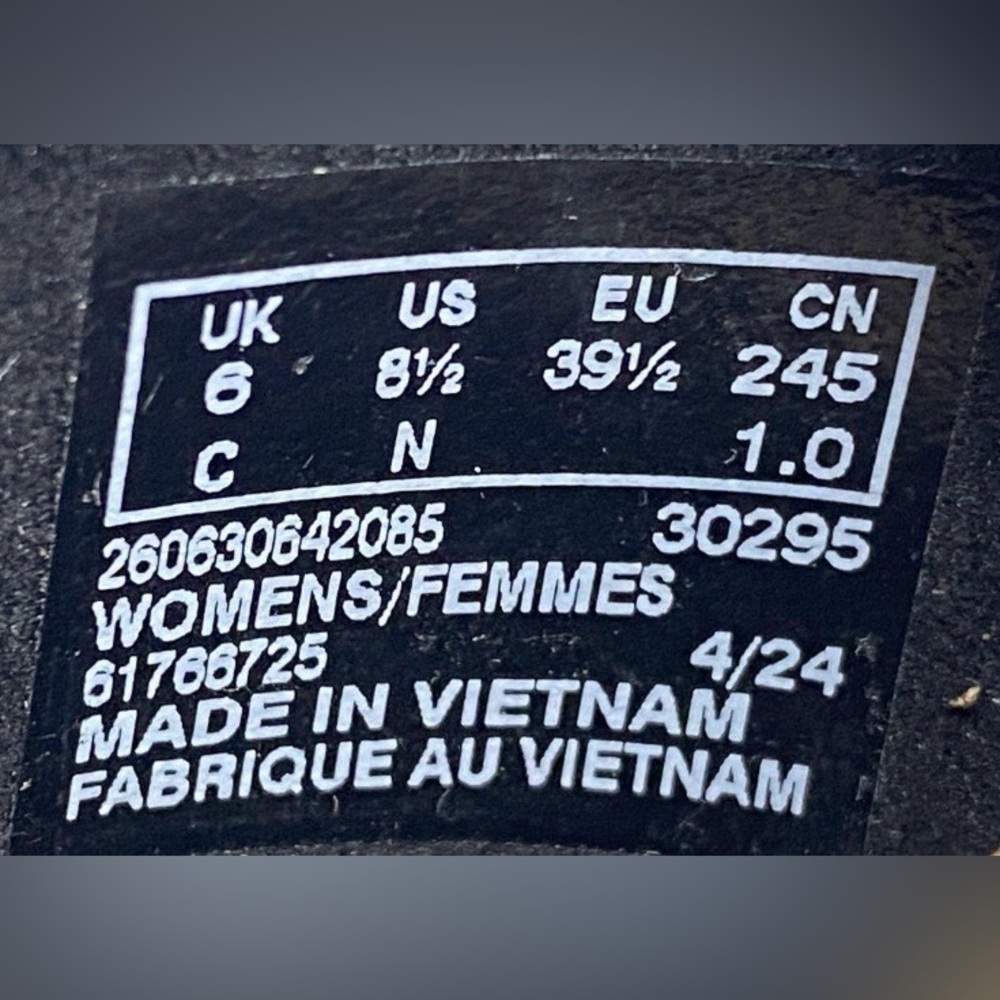 UK US EU CN
6 8½ 39½ 245
C N 1.0
260630642085 30295
WOMENS/FEMMES
61766725 4/24
MADE IN VIETNAM
FABRIQUE AU VIETNAM